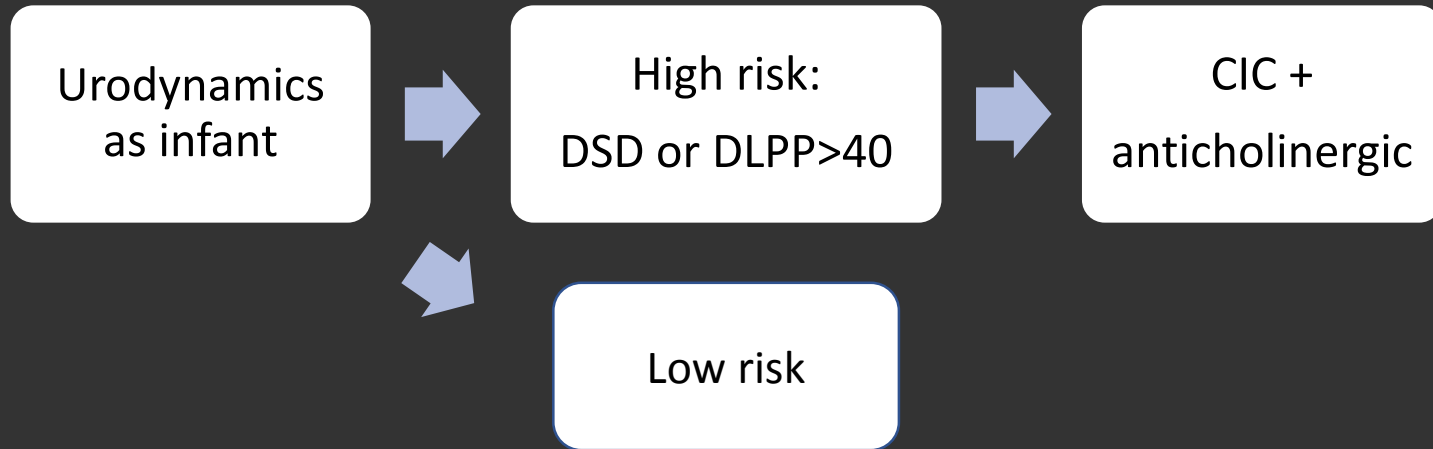 Urodynamics
as infant
High risk:
DSD or DLPP>40
CIC +
anticholinergic
Low risk